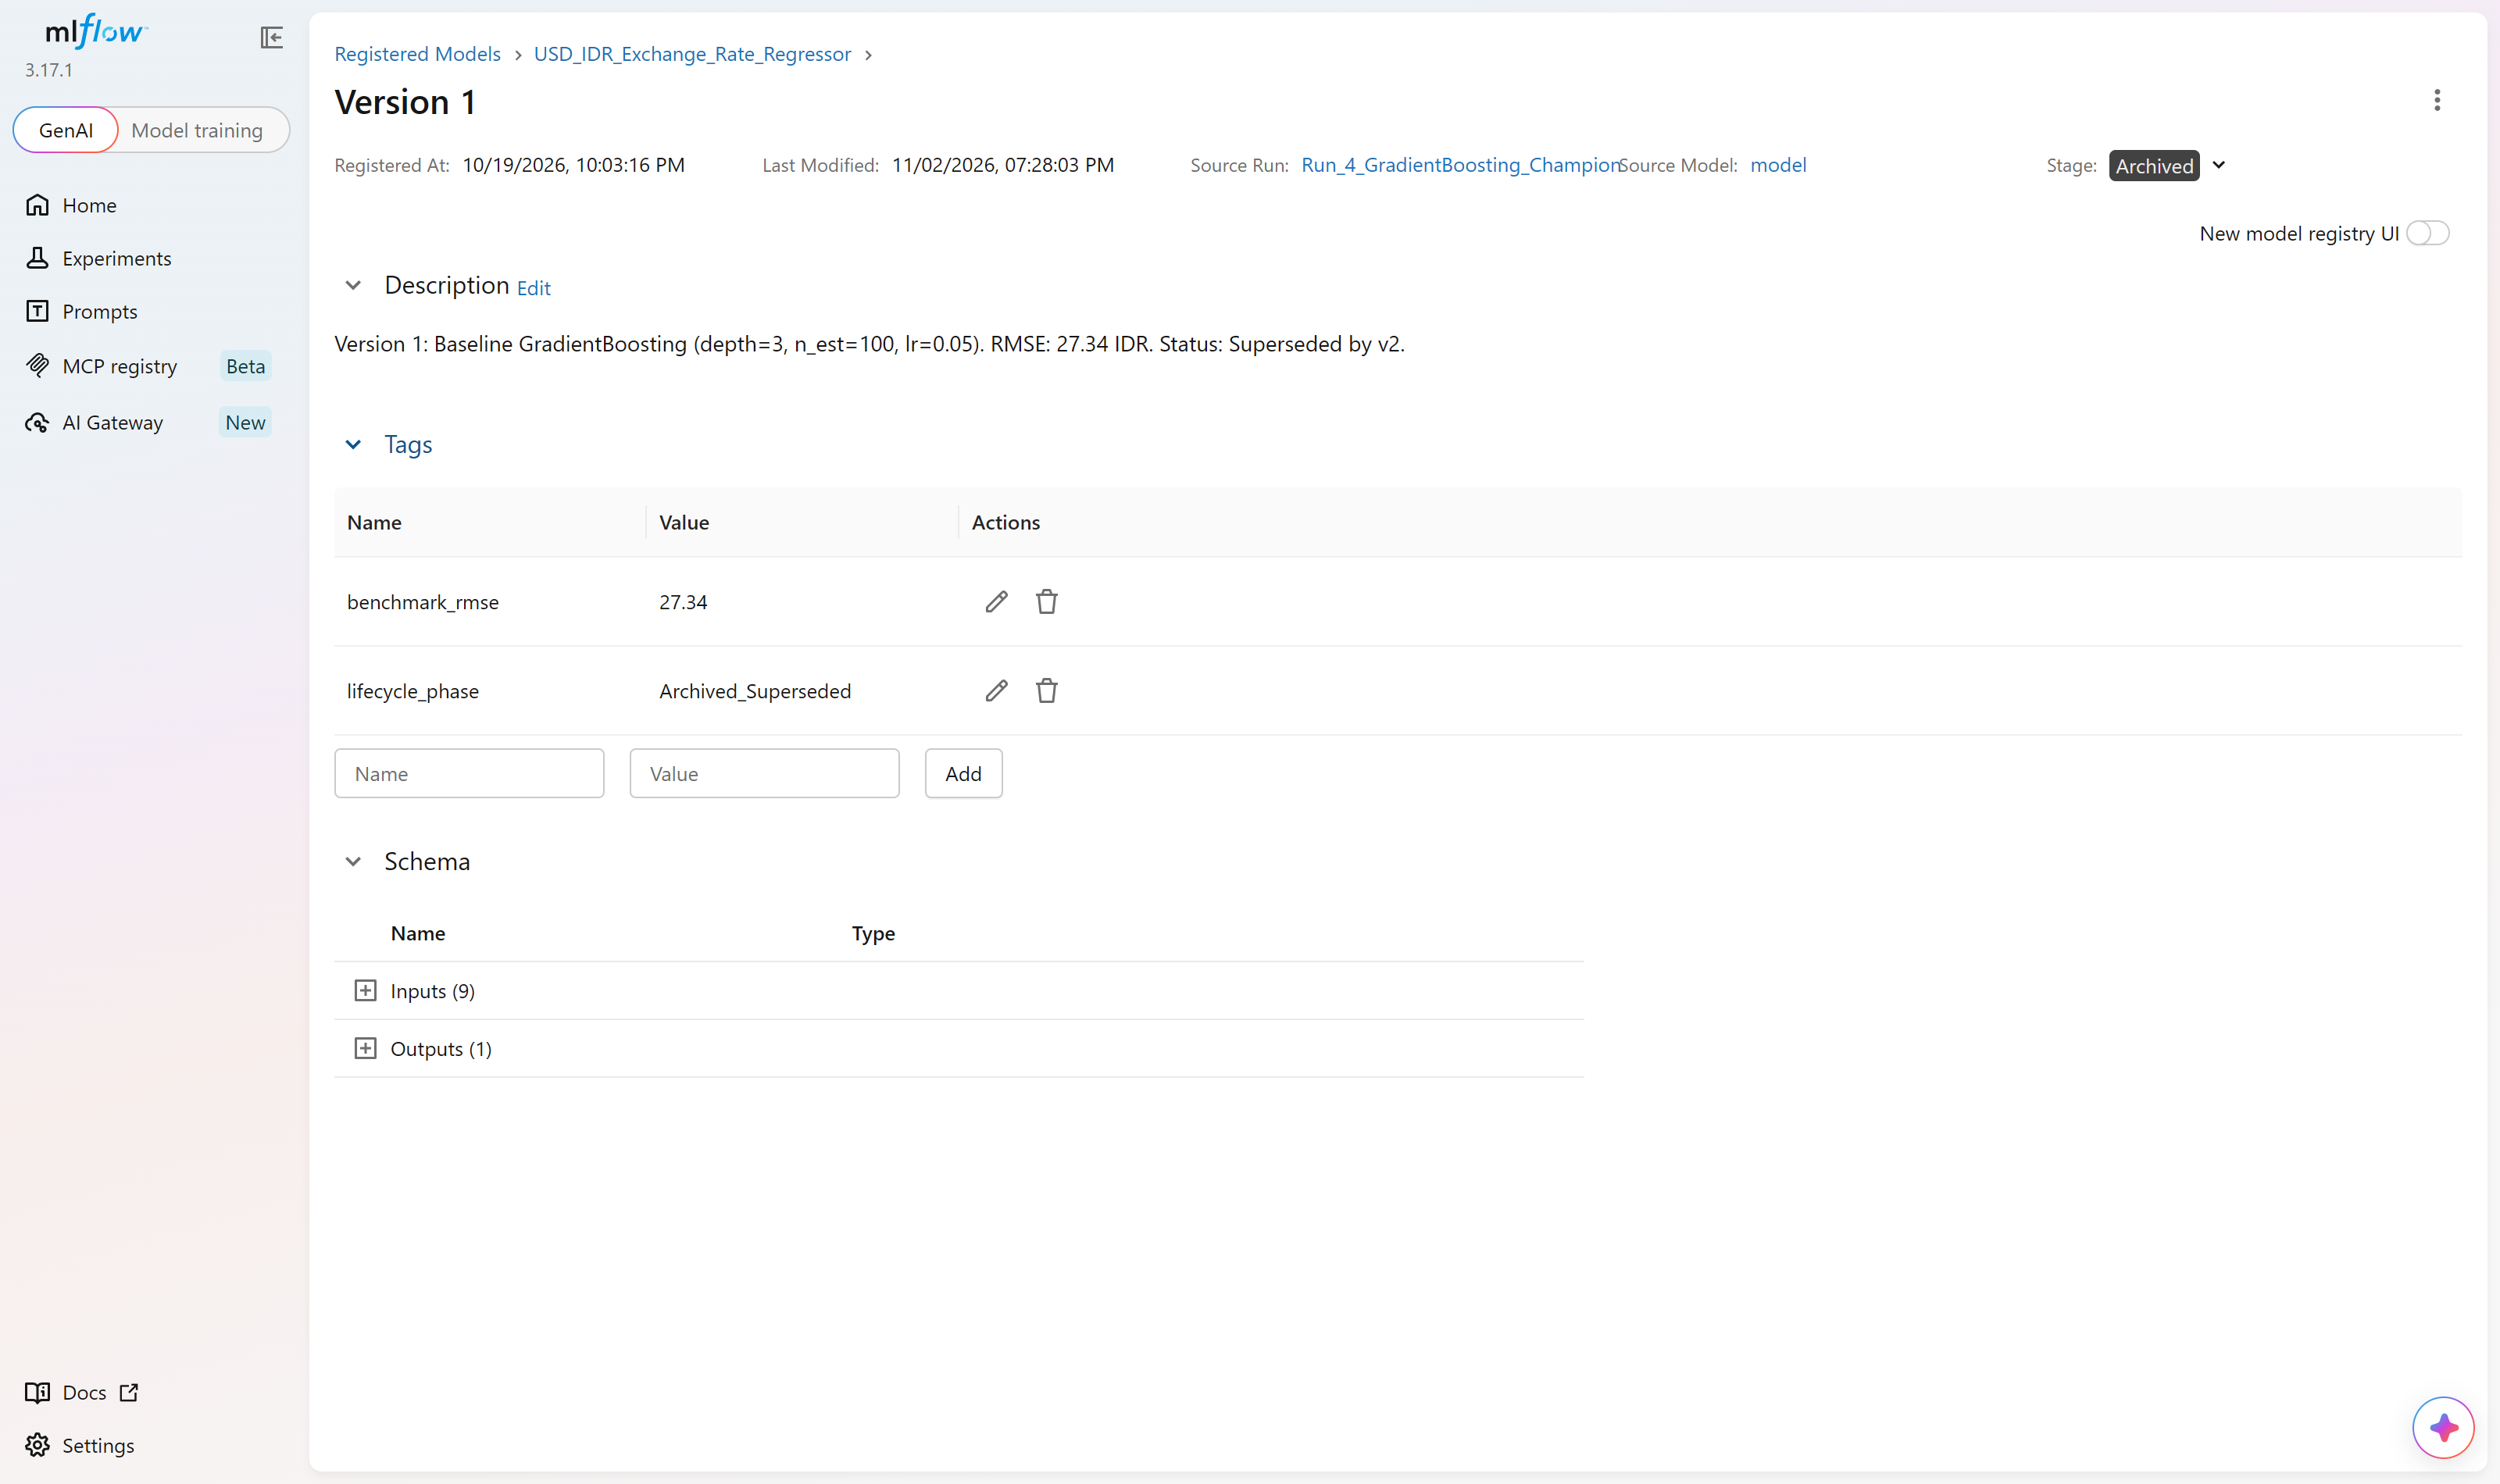 mlflow™
3.17.1
GenAI
Model training
Home
Experiments
Prompts
MCP registry Beta
AI Gateway New
Docs
Settings
Registered Models > USD_IDR_Exchange_Rate_Regressor >
Version 1
Registered At: 10/19/2026, 10:03:16 PM
Last Modified: 11/02/2026, 07:28:03 PM
Source Run: Run_4_GradientBoosting_Champion
Source Model: model
Stage: Archived
New model registry UI
Description Edit
Version 1: Baseline GradientBoosting (depth=3, n_est=100, lr=0.05). RMSE: 27.34 IDR. Status: Superseded by v2.
Tags
Name Value Actions
benchmark_rmse 27.34
lifecycle_phase Archived_Superseded
Name Value Add
Schema
Name Type
Inputs (9)
Outputs (1)